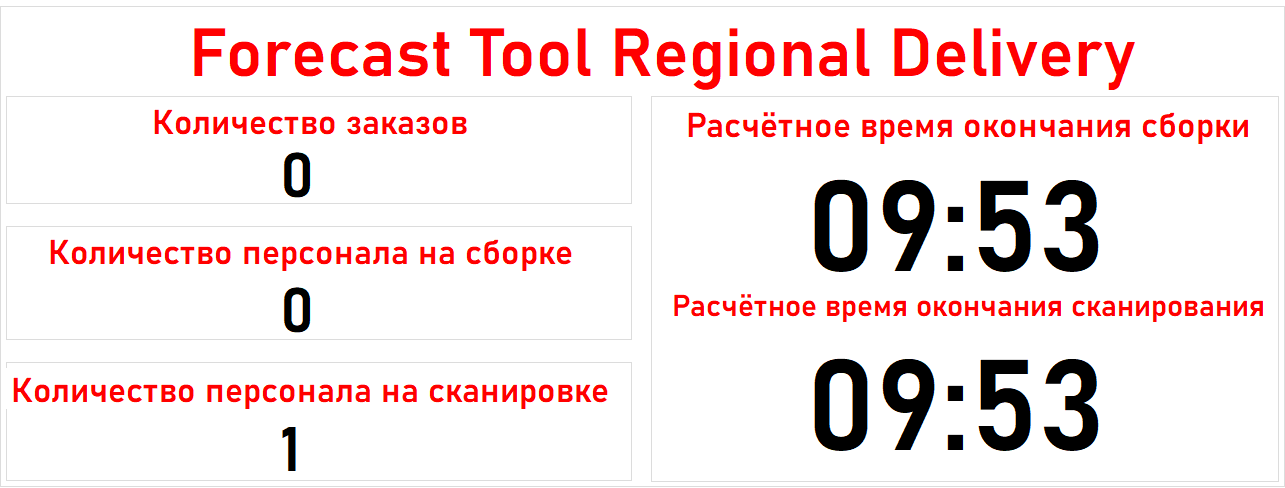 Forecast Tool Regional Delivery
Количество заказов
0
Количество персонала на сборке
0
Количество персонала на сканировке
1
Расчётное время окончания сборки
09:53
Расчётное время окончания сканирования
09:53